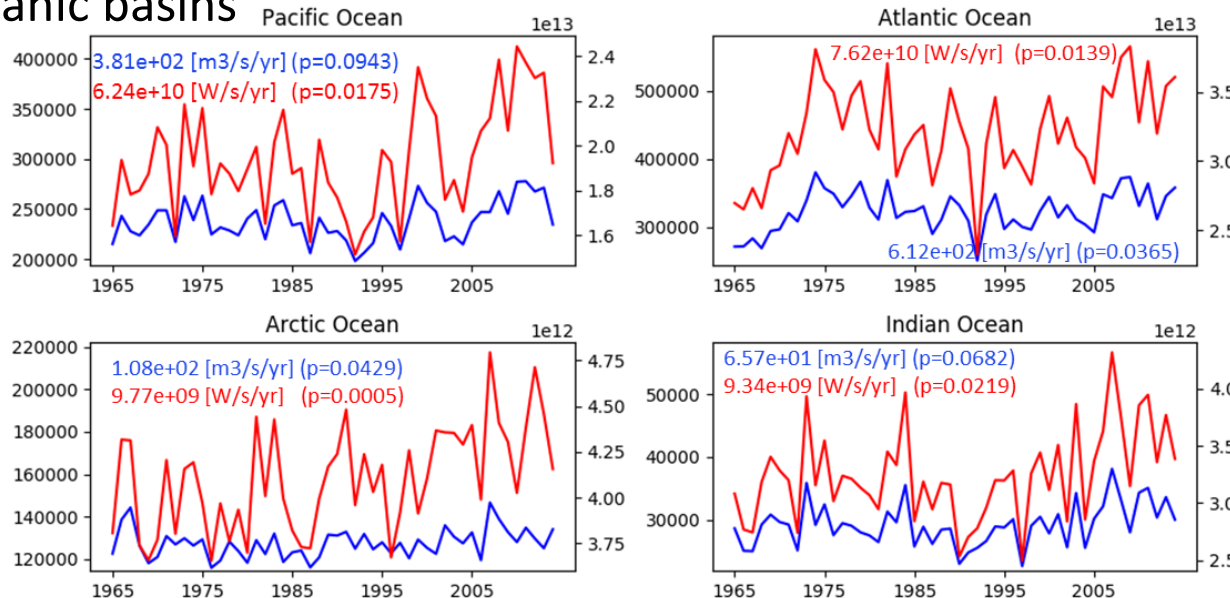 anic basins
Pacific Ocean
1e13
400000
350000
300000
250000
200000
2.4
2.2
2.0
1.8
1.6
3.81e+02 [m3/s/yr] (p=0.0943)
6.24e+10 [W/s/yr] (p=0.0175)
1965 1975 1985 1995 2005
Atlantic Ocean
1e13
500000
400000
300000
3.5
3.0
2.5
7.62e+10 [W/s/yr] (p=0.0139)
6.12e+02 [m3/s/yr] (p=0.0365)
1965 1975 1985 1995 2005
Arctic Ocean
1e12
220000
200000
180000
160000
140000
120000
4.75
4.50
4.25
4.00
3.75
1.08e+02 [m3/s/yr] (p=0.0429)
9.77e+09 [W/s/yr] (p=0.0005)
1965 1975 1985 1995 2005
Indian Ocean
1e12
50000
40000
30000
4.0
3.5
3.0
2.5
6.57e+01 [m3/s/yr] (p=0.0682)
9.34e+09 [W/s/yr] (p=0.0219)
1965 1975 1985 1995 2005